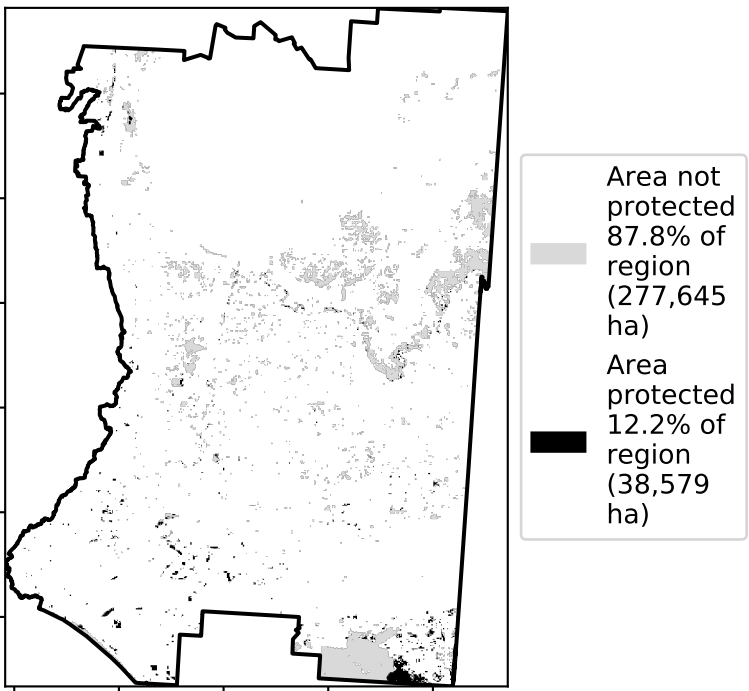 Area not
protected
87.8% of
region
(277,645
ha)
Area
protected
12.2% of
region
(38,579
ha)